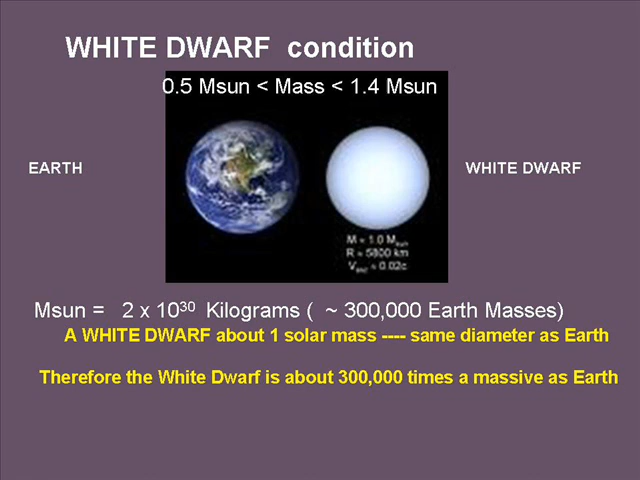 WHITE DWARF condition
0.5 Msun < Mass < 1.4 Msun
EARTH
WHITE DWARF
M = 1.0 Msun
R = 5800 km
Vesc = 0.02c
Msun = 2 x 10³⁰ Kilograms ( ~ 300,000 Earth Masses)
A WHITE DWARF about 1 solar mass ---- same diameter as Earth
Therefore the White Dwarf is about 300,000 times a massive as Earth